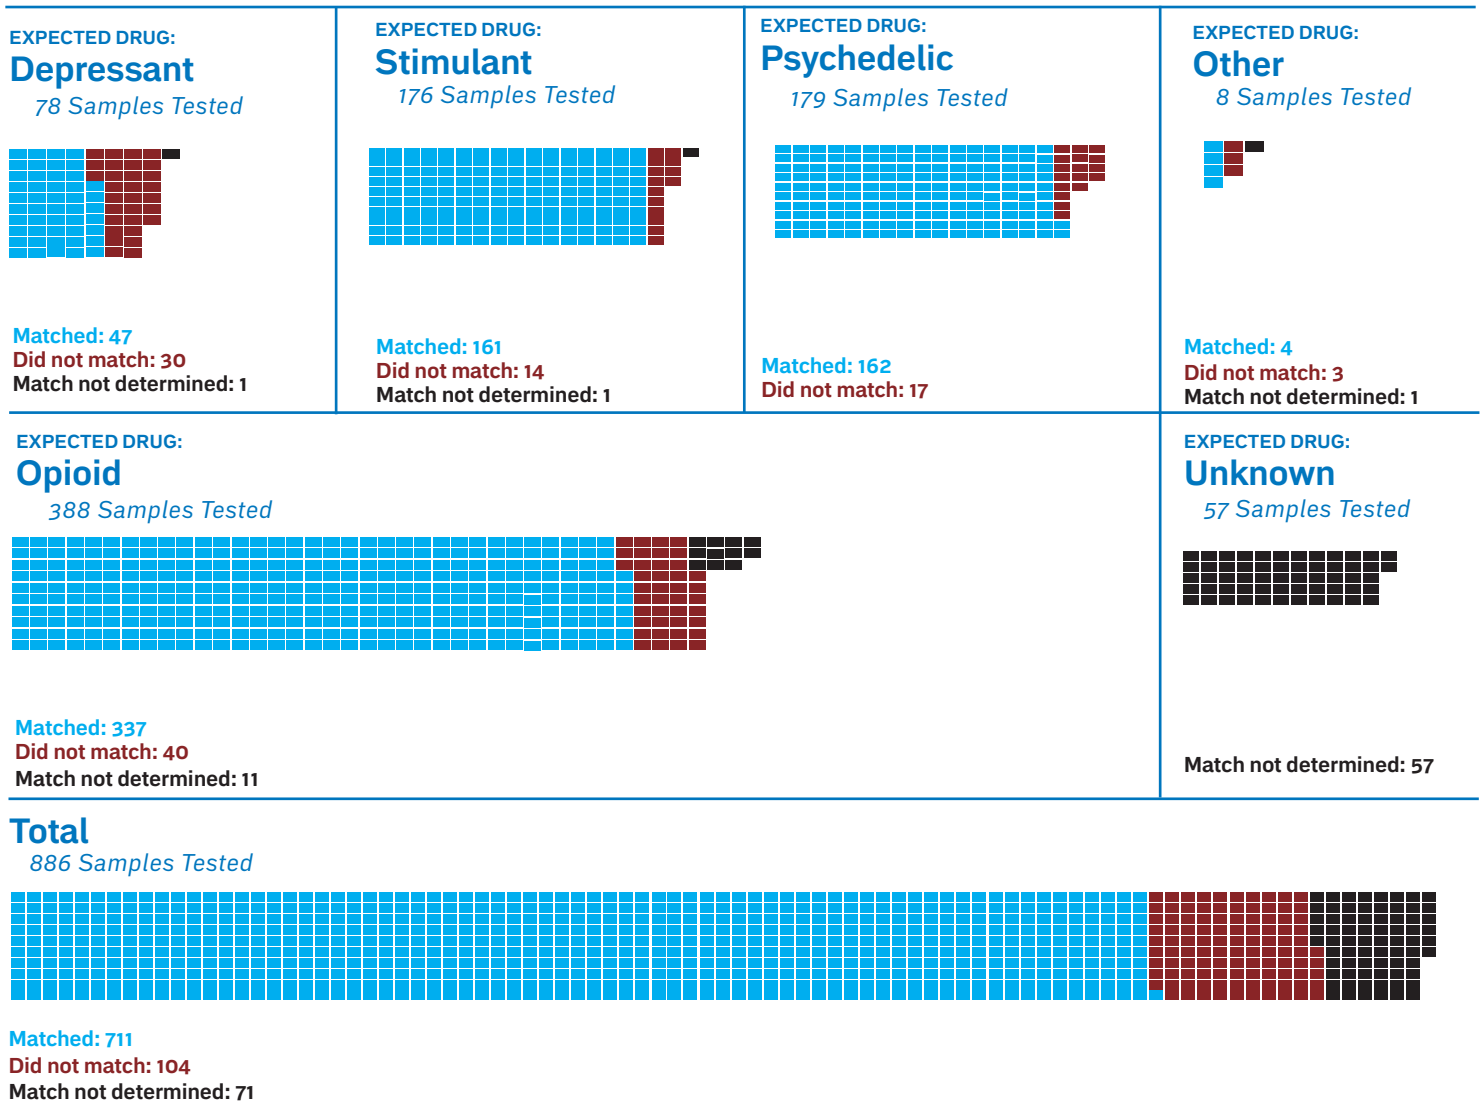 EXPECTED DRUG:
Depressant
78 Samples Tested
Matched: 47
Did not match: 30
Match not determined: 1
EXPECTED DRUG:
Stimulant
176 Samples Tested
Matched: 161
Did not match: 14
Match not determined: 1
EXPECTED DRUG:
Psychedelic
179 Samples Tested
Matched: 162
Did not match: 17
EXPECTED DRUG:
Other
8 Samples Tested
Matched: 4
Did not match: 3
Match not determined: 1
EXPECTED DRUG:
Opioid
388 Samples Tested
Matched: 337
Did not match: 40
Match not determined: 11
EXPECTED DRUG:
Unknown
57 Samples Tested
Match not determined: 57
Total
886 Samples Tested
Matched: 711
Did not match: 104
Match not determined: 71